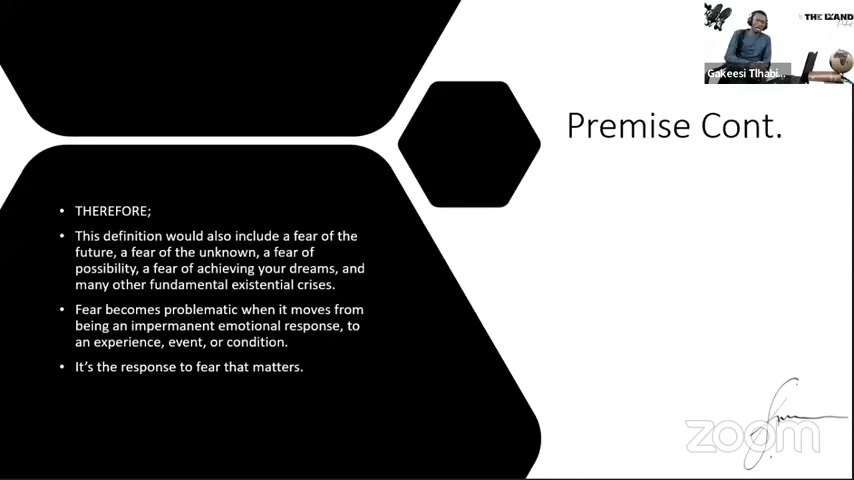 THE LXAND
Gakeesi Tlhabi...
Premise Cont.
• THEREFORE;
• This definition would also include a fear of the
future, a fear of the unknown, a fear of
possibility, a fear of achieving your dreams, and
many other fundamental existential crises.
• Fear becomes problematic when it moves from
being an impermanent emotional response, to
an experience, event, or condition.
• It’s the response to fear that matters.
zoom